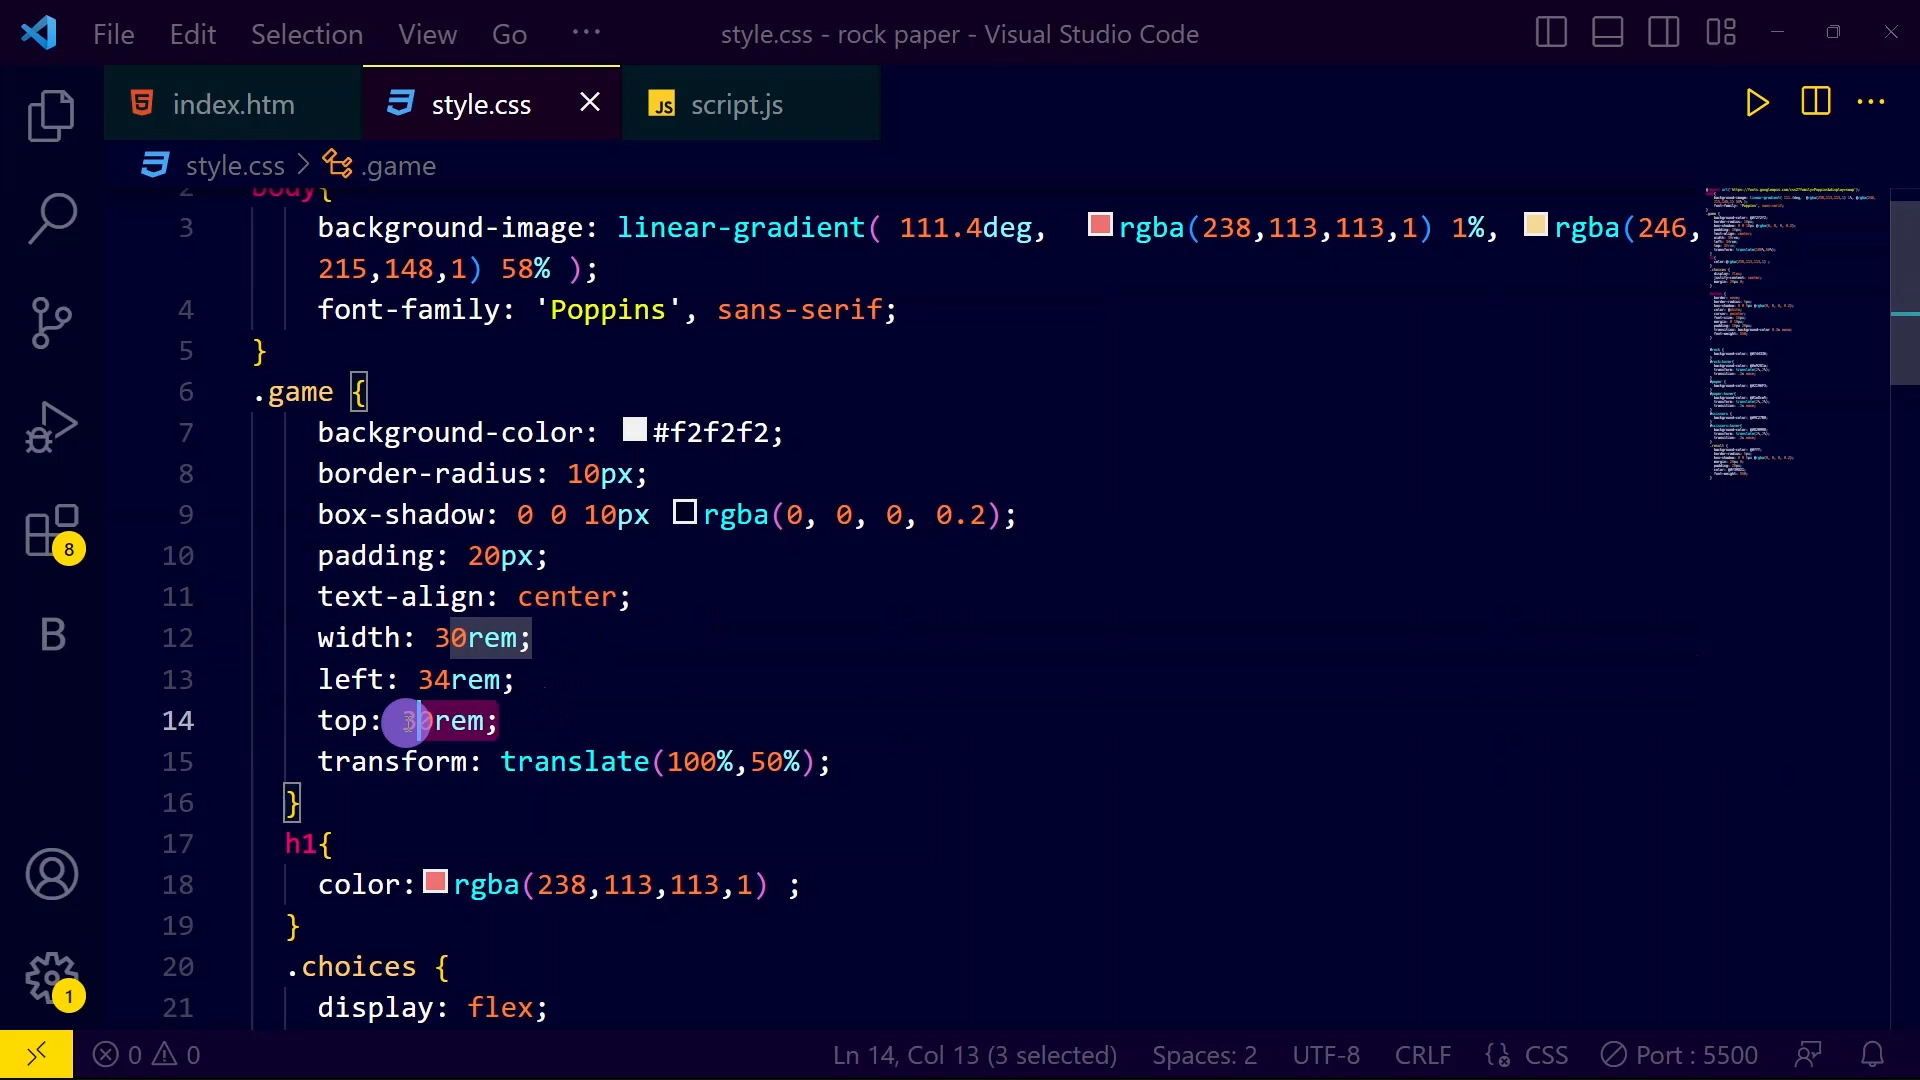 File Edit Selection View Go ··· style.css - rock paper - Visual Studio Code
index.htm style.css script.js
style.css > .game
2 body{
3 background-image: linear-gradient( 111.4deg, rgba(238,113,113,1) 1%, rgba(246,
215,148,1) 58% );
4 font-family: 'Poppins', sans-serif;
5 }
6 .game {
7 background-color: #f2f2f2;
8 border-radius: 10px;
9 box-shadow: 0 0 10px rgba(0, 0, 0, 0.2);
10 padding: 20px;
11 text-align: center;
12 width: 30rem;
13 left: 34rem;
14 top: 30rem;
15 transform: translate(100%,50%);
16 }
17 h1{
18 color: rgba(238,113,113,1) ;
19 }
20 .choices {
21 display: flex;
8
B
1
0 0 Ln 14, Col 13 (3 selected) Spaces: 2 UTF-8 CRLF CSS Port : 5500